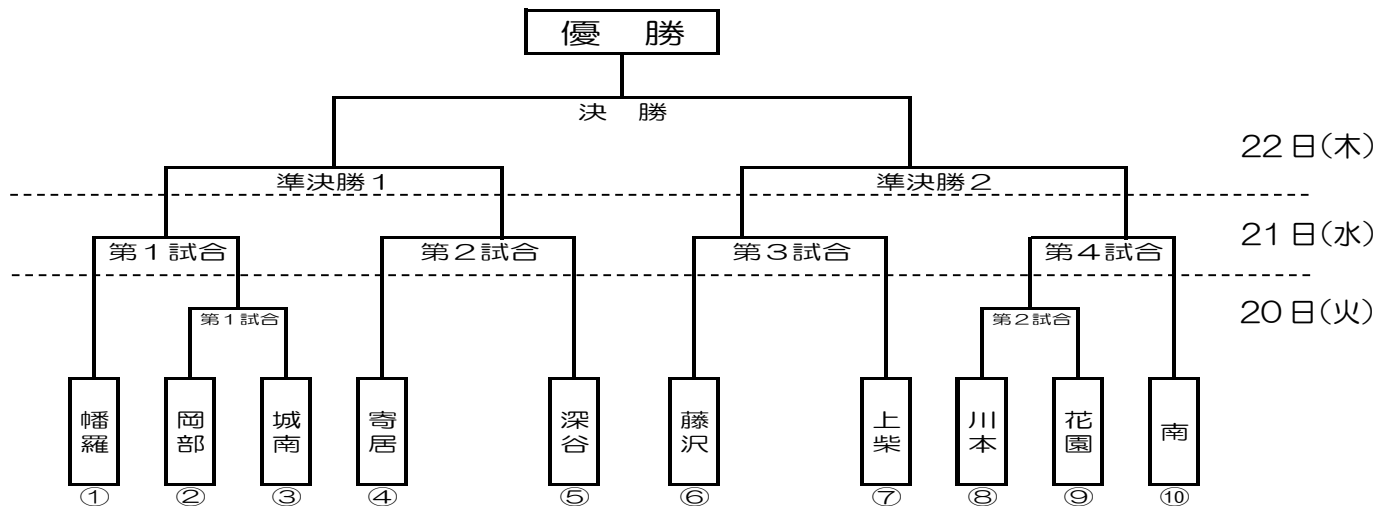 優　勝
決　勝
22日(木)
準決勝1
準決勝2
第1試合
第2試合
第3試合
第4試合
21日(水)
第1試合
第2試合
20日(火)
幡羅
岡部
城南
寄居
深谷
藤沢
上柴
川本
花園
南
①
②
③
④
⑤
⑥
⑦
⑧
⑨
⑩